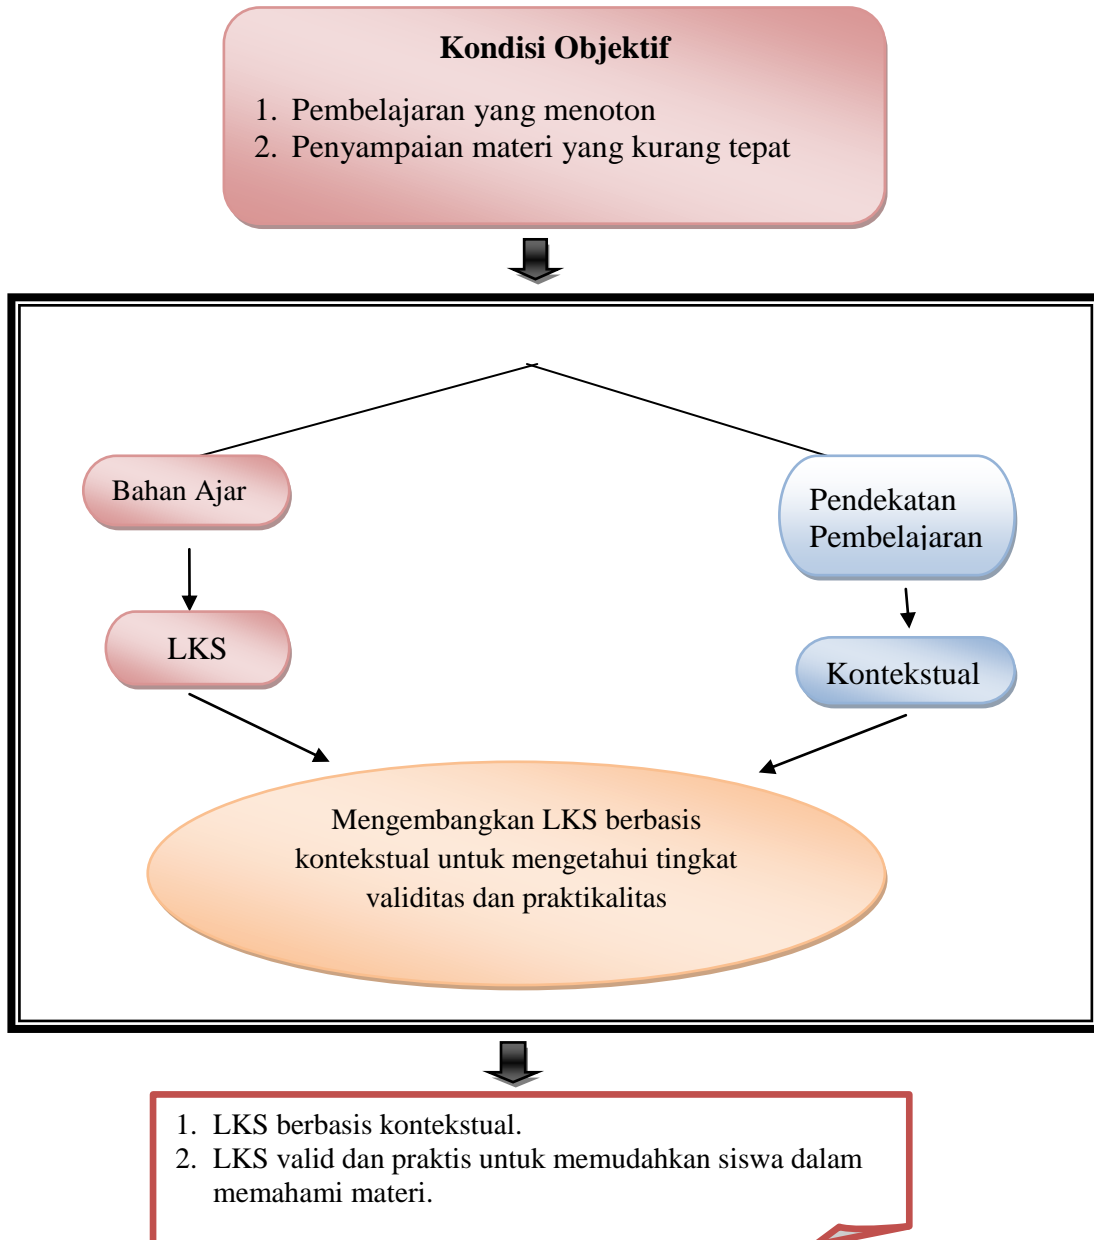 Kondisi Objektif
1. Pembelajaran yang menoton
2. Penyampaian materi yang kurang tepat
Bahan Ajar
Pendekatan
Pembelajaran
LKS
Kontekstual
Mengembangkan LKS berbasis
kontekstual untuk mengetahui tingkat
validitas dan praktikalitas
1. LKS berbasis kontekstual.
2. LKS valid dan praktis untuk memudahkan siswa dalam
memahami materi.